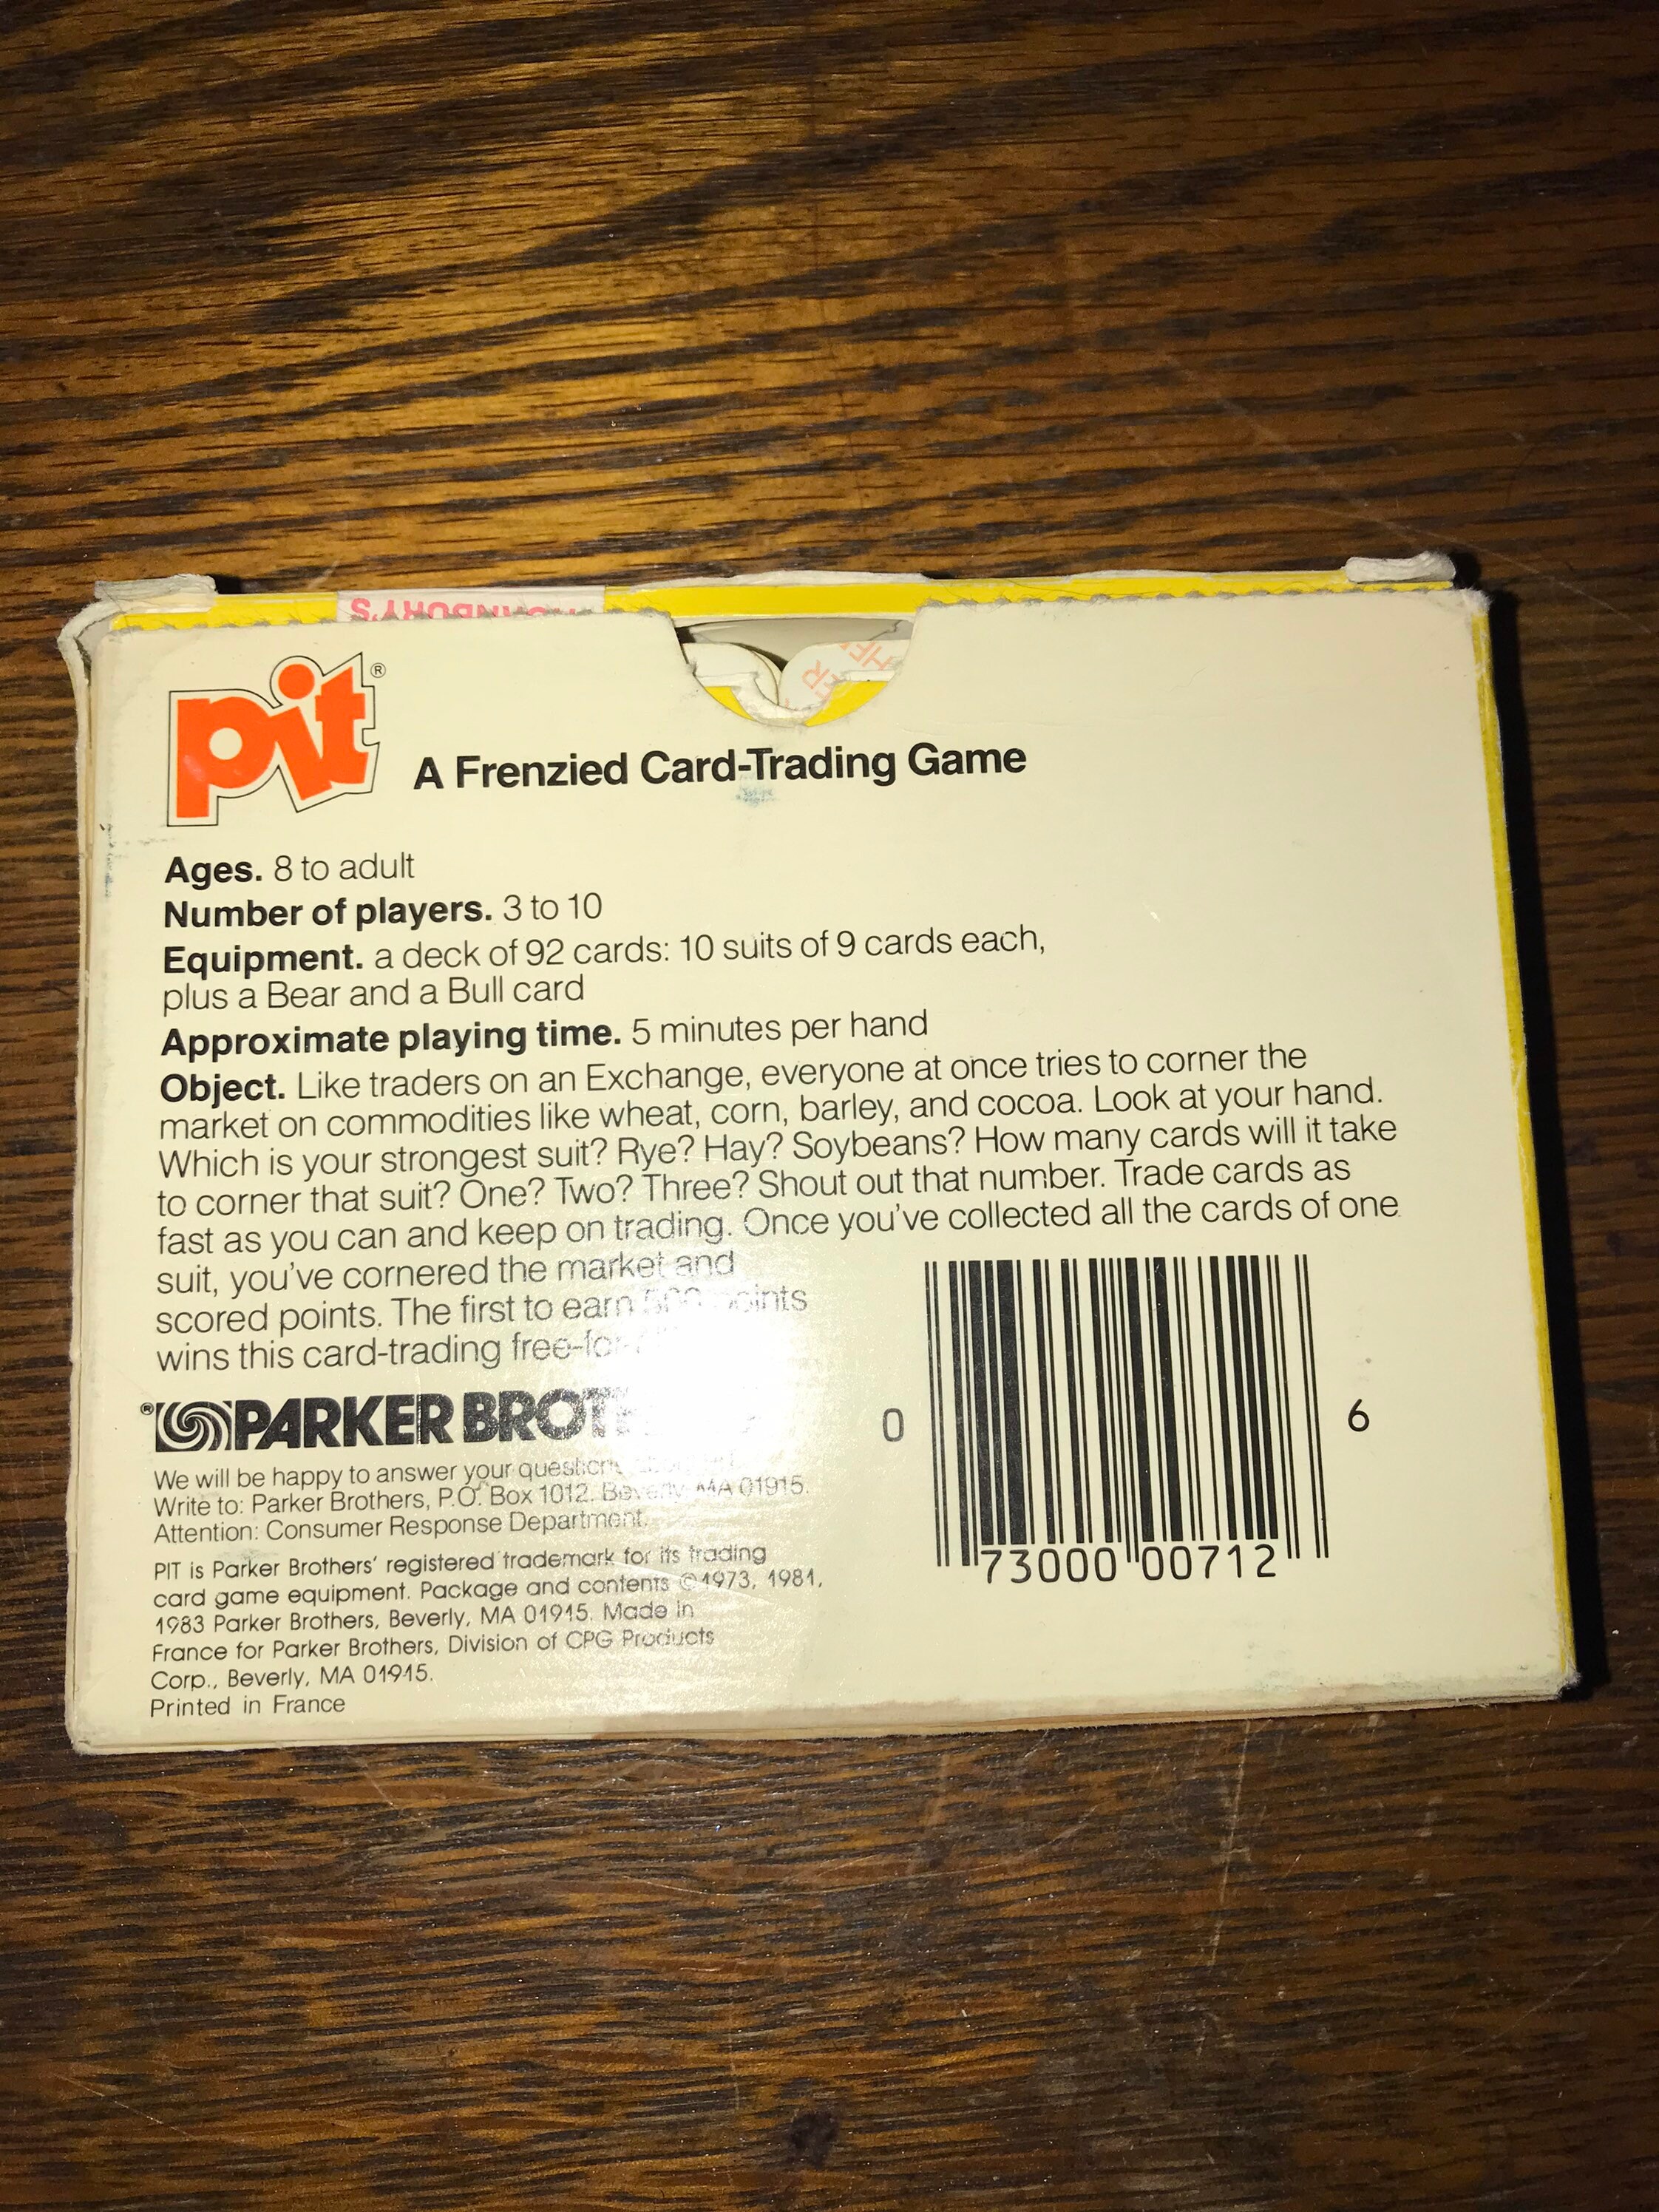 pit®
A Frenzied Card-Trading Game
Ages. 8 to adult
Number of players. 3 to 10
Equipment. a deck of 92 cards: 10 suits of 9 cards each,
plus a Bear and a Bull card
Approximate playing time. 5 minutes per hand
Object. Like traders on an Exchange, everyone at once tries to corner the
market on commodities like wheat, corn, barley, and cocoa. Look at your hand.
Which is your strongest suit? Rye? Hay? Soybeans? How many cards will it take
to corner that suit? One? Two? Three? Shout out that number. Trade cards as
fast as you can and keep on trading. Once you've collected all the cards of one
suit, you've cornered the market and
scored points. The first to earn 500 points
wins this card-trading
® PARKER
We will be happy to answer your
Write to: Parker Brothers, P.O. Box 1012. Beverly MA 01915.
Attention: Consumer Response Department.
PIT is Parker Brothers' registered trademark for its trading
card game equipment. Package and contents © 1973, 1981,
1983 Parker Brothers, Beverly, MA 01915. Made in
France for Parker Brothers, Division of CPG Products
Corp., Beverly, MA 01915.
Printed in France
0 73000 00712 6